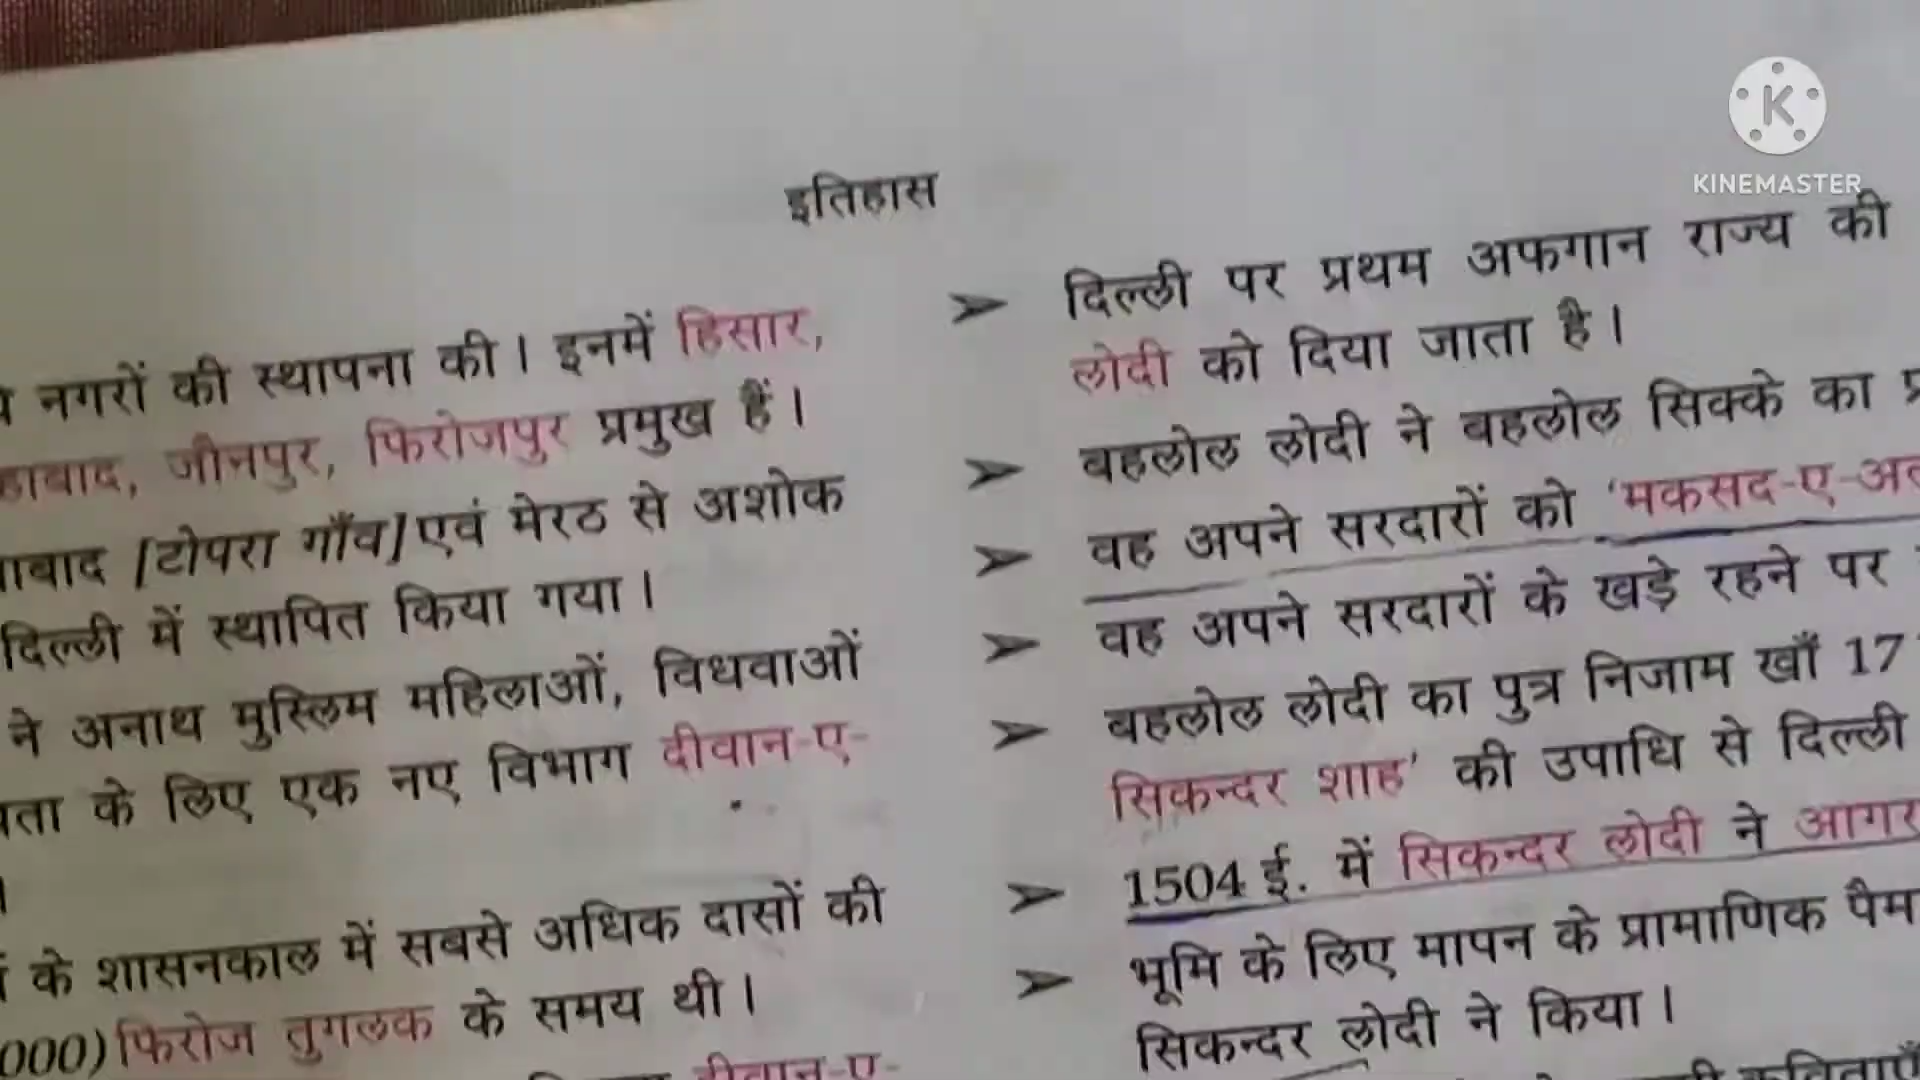 KINEMASTER
इतिहास
नगरों की स्थापना की। इनमें हिसार,
जौनपुर, फिरोजपुर प्रमुख हैं।
[टोपरा गाँव] एवं मेरठ से अशोक
दिल्ली में स्थापित किया गया।
ने अनाथ मुस्लिम महिलाओं, विधवाओं
के लिए एक नए विभाग दीवान-ए-
के शासनकाल में सबसे अधिक दासों की
000) फिरोज तुगलक के समय थी।
दीवान-ए-
➤ दिल्ली पर प्रथम अफगान राज्य की
लोदी को दिया जाता है।
➤ बहलोल लोदी ने बहलोल सिक्के का
➤ वह अपने सरदारों को 'मकसद-ए-
➤ वह अपने सरदारों के खड़े रहने पर
➤ बहलोल लोदी का पुत्र निजाम खाँ 17
सिकन्दर शाह' की उपाधि से दिल्ली
➤ 1504 ई. में सिकन्दर लोदी ने आगर
➤ भूमि के लिए मापन के प्रामाणिक पैम
सिकन्दर लोदी ने किया।